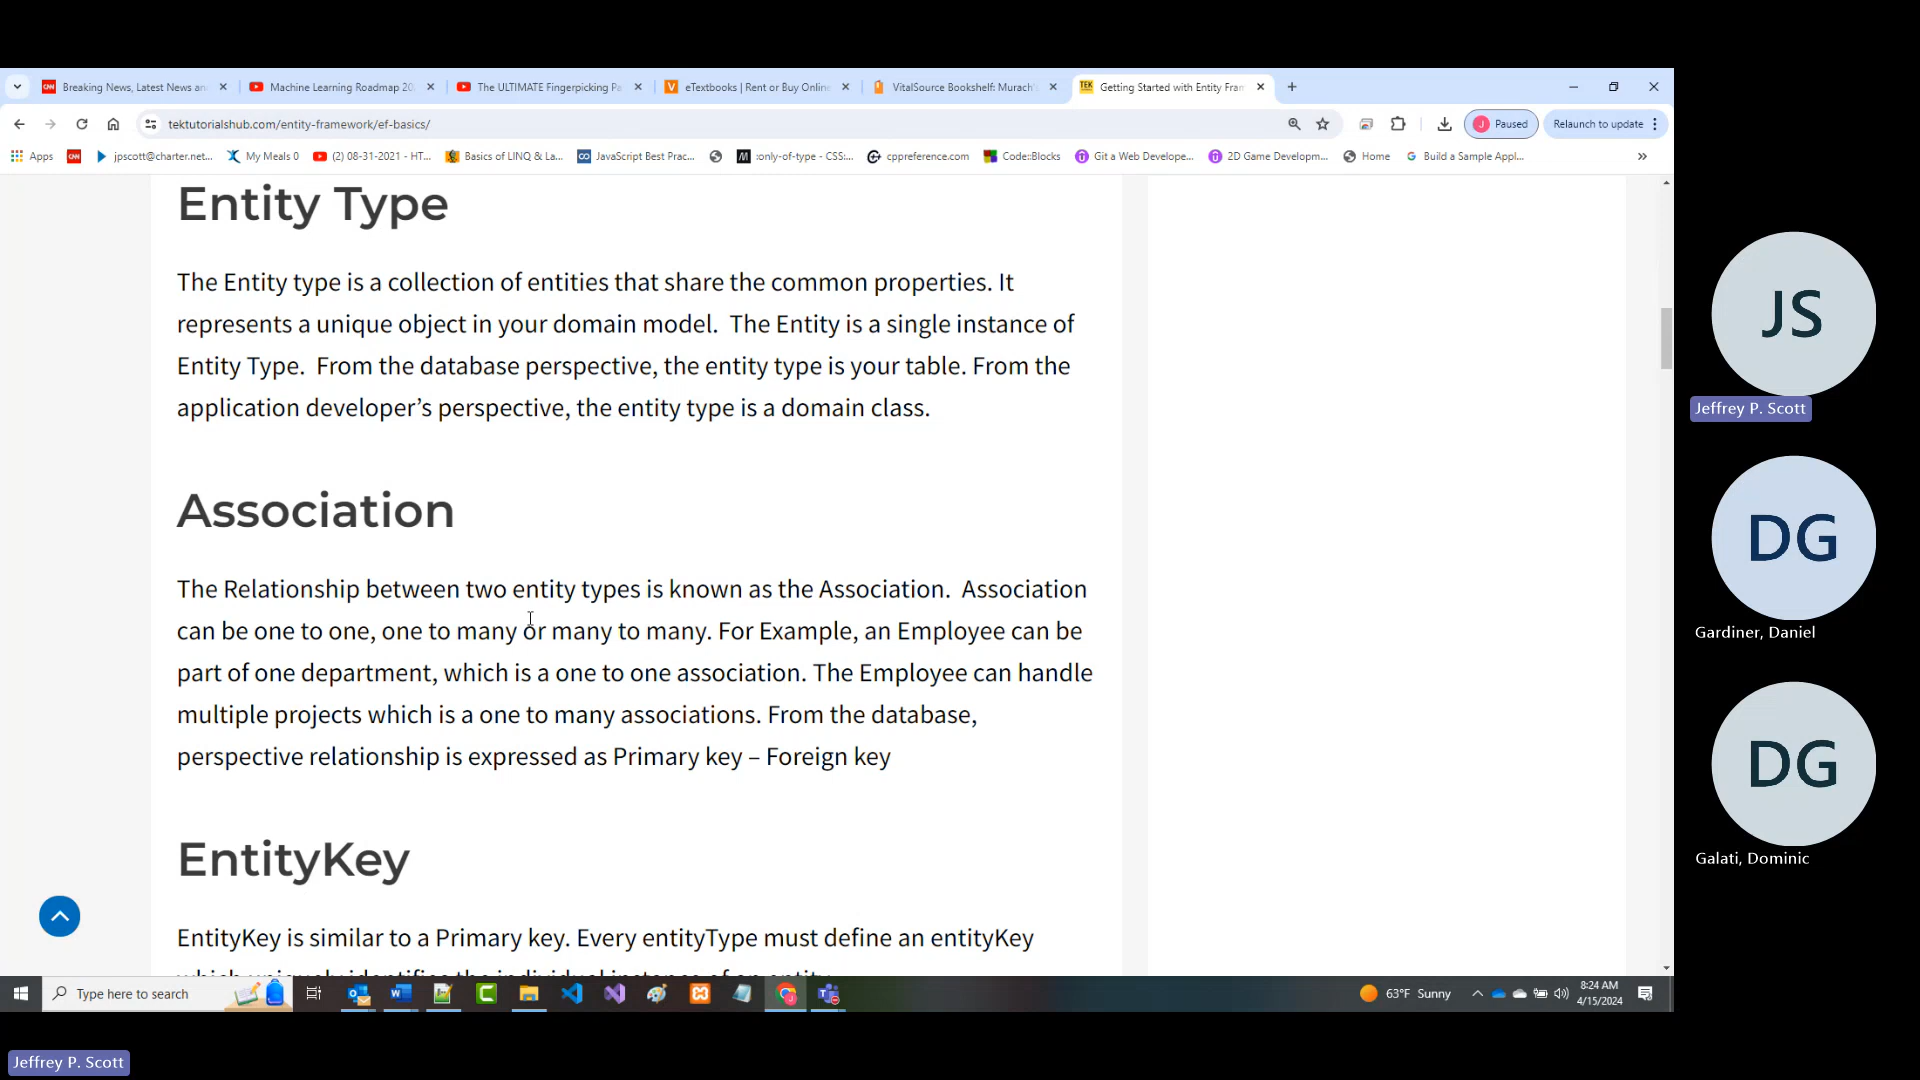 Breaking News, Latest News an
Machine Learning Roadmap 20
The ULTIMATE Fingerpicking Pa
eTextbooks | Rent or Buy Online
VitalSource Bookshelf: Murach'
TEK
Getting Started with Entity Fram
tektutorialshub.com/entity-framework/ef-basics/
J
Paused
Relaunch to update
Apps
jpscott@charter.net...
My Meals 0
(2) 08-31-2021 - HT...
Basics of LINQ & La...
JavaScript Best Prac...
:only-of-type - CSS:...
cppreference.com
Code::Blocks
Git a Web Develope...
2D Game Developm...
Home
Build a Sample Appl...
Entity Type
The Entity type is a collection of entities that share the common properties. It
represents a unique object in your domain model. The Entity is a single instance of
Entity Type. From the database perspective, the entity type is your table. From the
application developer's perspective, the entity type is a domain class.
Association
The Relationship between two entity types is known as the Association. Association
can be one to one, one to many or many to many. For Example, an Employee can be
part of one department, which is a one to one association. The Employee can handle
multiple projects which is a one to many associations. From the database,
perspective relationship is expressed as Primary key – Foreign key
EntityKey
EntityKey is similar to a Primary key. Every entityType must define an entityKey
which uniquely identifies the individual instance of an entity
JS
Jeffrey P. Scott
DG
Gardiner, Daniel
DG
Galati, Dominic
Type here to search
63°F Sunny
8:24 AM
4/15/2024
Jeffrey P. Scott